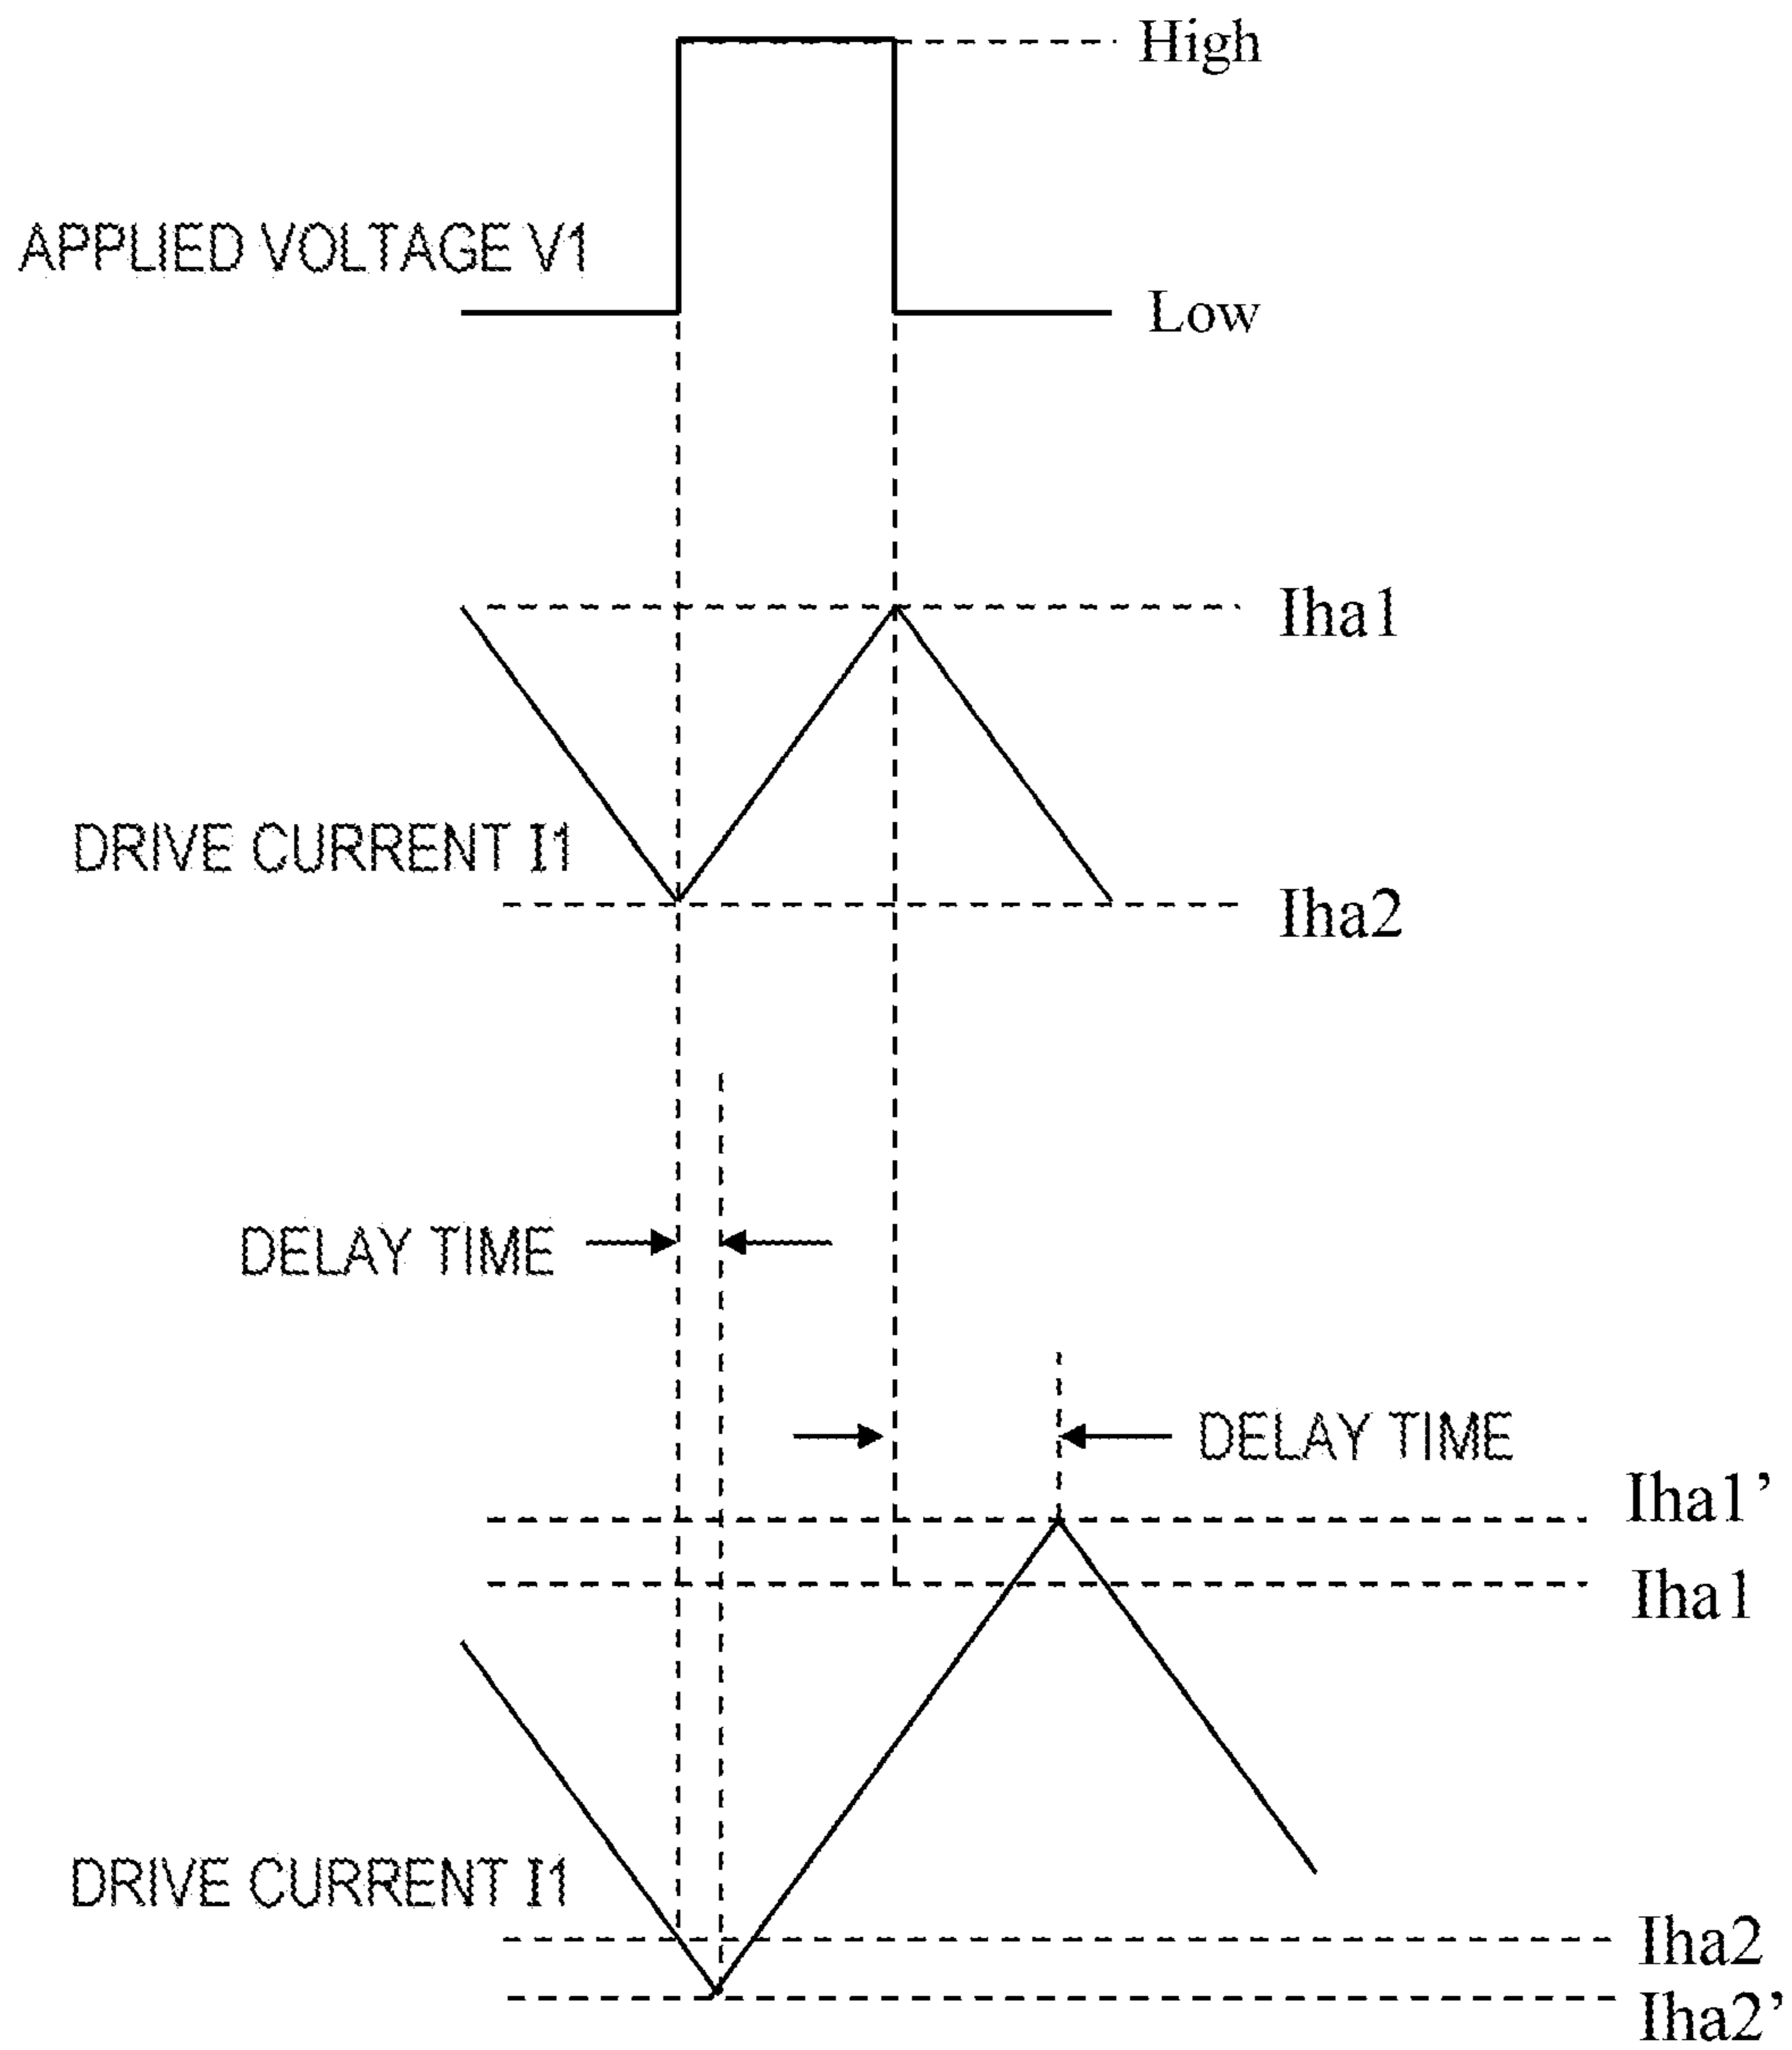 High
APPLIED VOLTAGE V1
Low
Iha1
DRIVE CURRENT I1
Iha2
DELAY TIME
DELAY TIME
Iha1’
Iha1
DRIVE CURRENT I1
Iha2
Iha2’